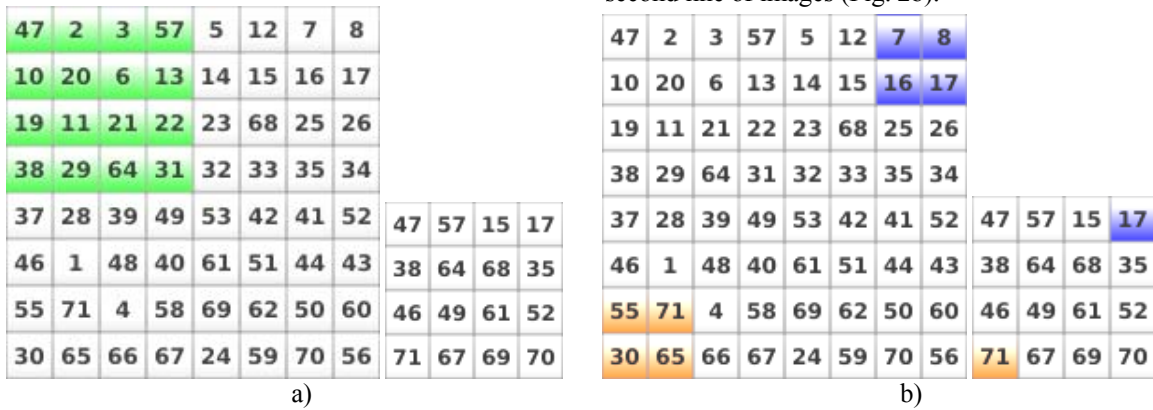 second line of images (Fig. 2b).
47 2 3 57 5 12 7 8
10 20 6 13 14 15 16 17
19 11 21 22 23 68 25 26
38 29 64 31 32 33 35 34
37 28 39 49 53 42 41 52
46 1 48 40 61 51 44 43
55 71 4 58 69 62 50 60
30 65 66 67 24 59 70 56
47 57 15 17
38 64 68 35
46 49 61 52
71 67 69 70
a)
47 2 3 57 5 12 7 8
10 20 6 13 14 15 16 17
19 11 21 22 23 68 25 26
38 29 64 31 32 33 35 34
37 28 39 49 53 42 41 52
46 1 48 40 61 51 44 43
55 71 4 58 69 62 50 60
30 65 66 67 24 59 70 56
47 57 15 17
38 64 68 35
46 49 61 52
71 67 69 70
b)